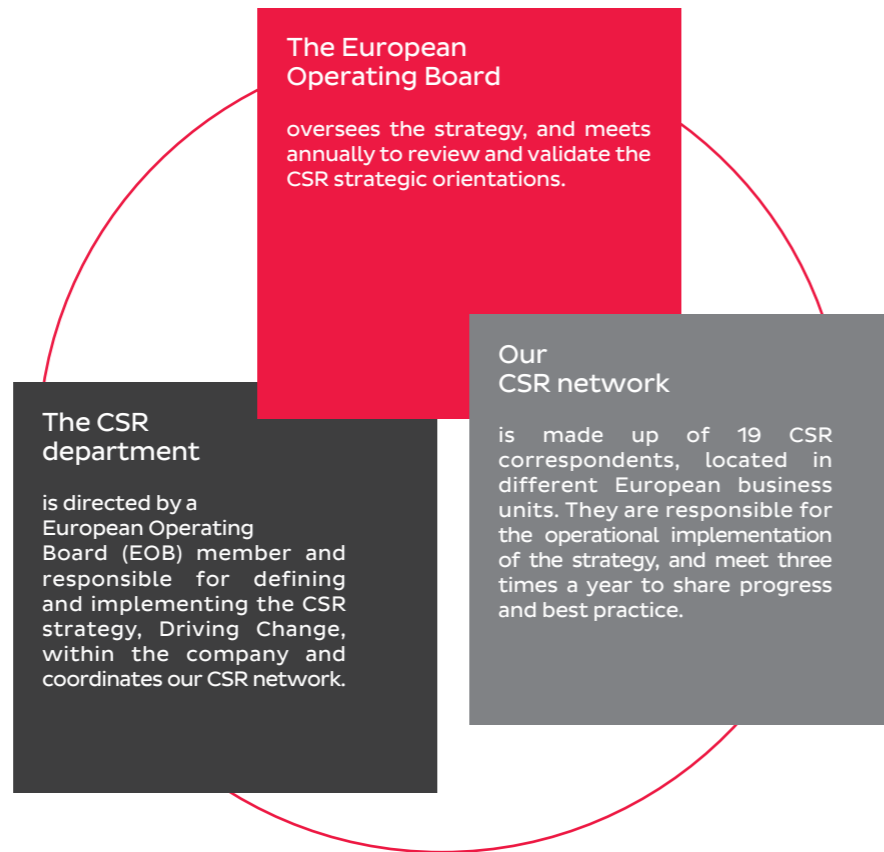 The European
Operating Board
oversees the strategy, and meets
annually to review and validate the
CSR strategic orientations.
The CSR
department
is directed by a
European Operating
Board (EOB) member and
responsible for defining
and implementing the CSR
strategy, Driving Change,
within the company and
coordinates our CSR network.
Our
CSR network
is made up of 19 CSR
correspondents, located in
different European business
units. They are responsible for
the operational implementation
of the strategy, and meet three
times a year to share progress
and best practice.